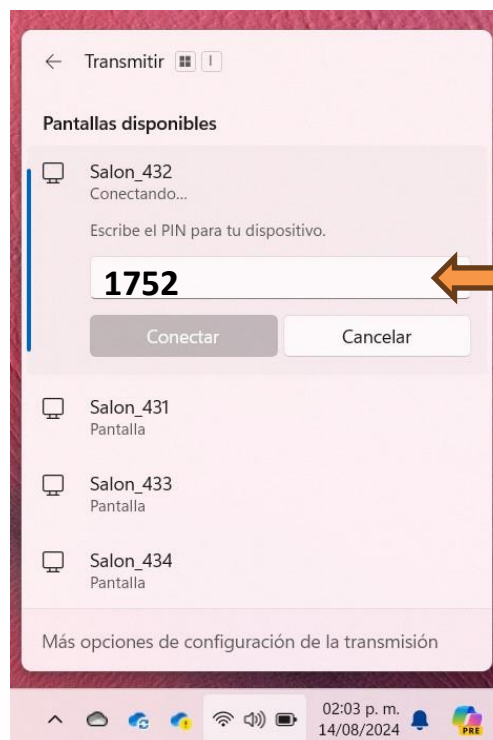 Transmitir
Pantallas disponibles
Salon_432
Conectando...
Escribe el PIN para tu dispositivo.
1752
Conectar
Cancelar
Salon_431
Pantalla
Salon_433
Pantalla
Salon_434
Pantalla
Más opciones de configuración de la transmisión
02:03 p. m.
14/08/2024
PRE